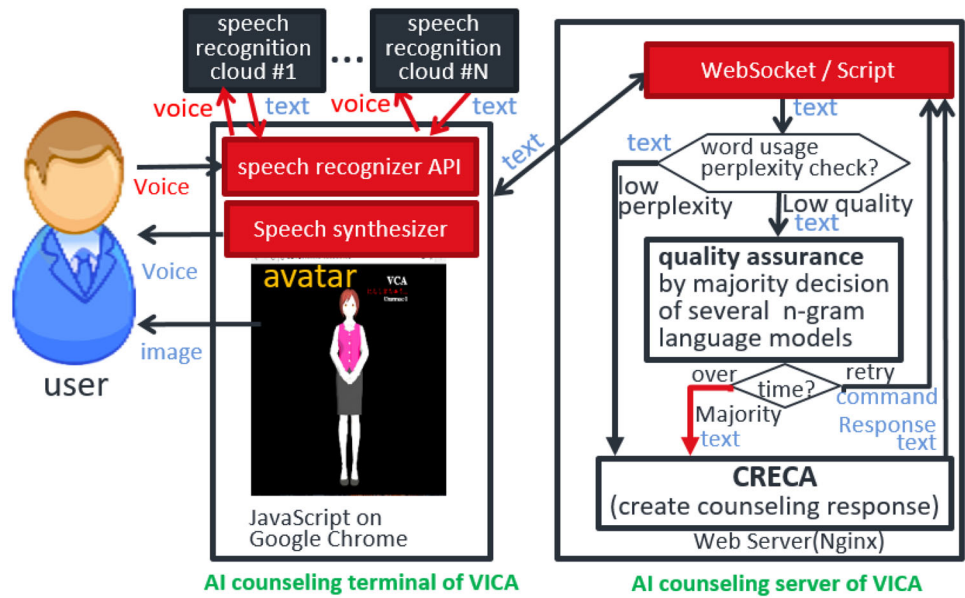 speech
recognition
cloud #1
...
speech
recognition
cloud #N
voice
text
voice
text
speech recognizer API
Voice
Speech synthesizer
Voice
avatar
VCA
image
user
JavaScript on
Google Chrome
AI counseling terminal of VICA
text
WebSocket / Script
text
text
word usage
perplexity check?
low
perplexity
Low quality
text
quality assurance
by majority decision
of several n-gram
language models
over
time?
retry
command
Majority
text
Response
text
CRECA
(create counseling response)
Web Server(Nginx)
AI counseling server of VICA